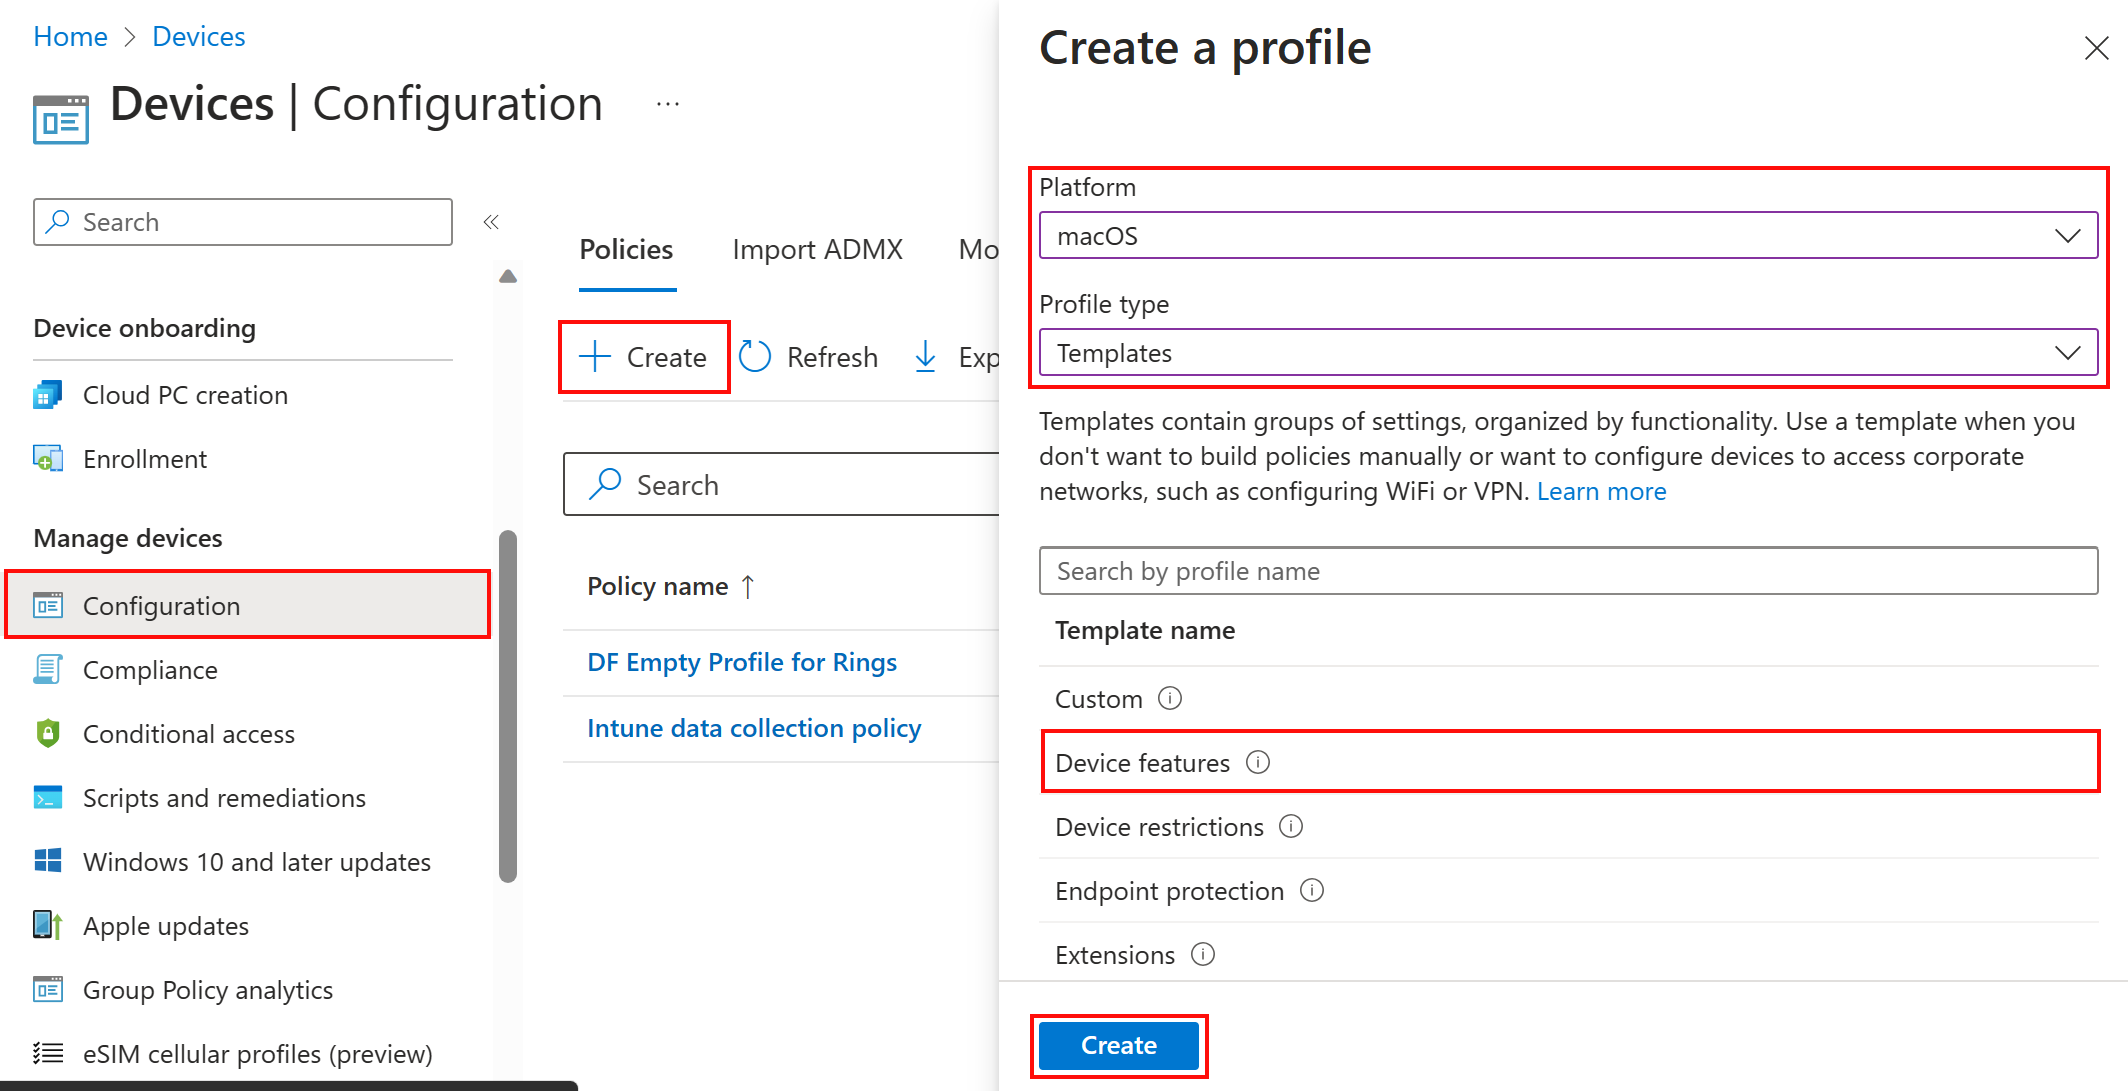 Home > Devices
Devices | Configuration ...
Search
«
Device onboarding
Cloud PC creation
Enrollment
Manage devices
Configuration
Compliance
Conditional access
Scripts and remediations
Windows 10 and later updates
Apple updates
Group Policy analytics
eSIM cellular profiles (preview)
Policies Import ADMX Mo
Create Refresh Exp
Search
Policy name ↑
DF Empty Profile for Rings
Intune data collection policy
Create a profile
Platform
macOS
Profile type
Templates
Templates contain groups of settings, organized by functionality. Use a template when you
don't want to build policies manually or want to configure devices to access corporate
networks, such as configuring WiFi or VPN. Learn more
Search by profile name
Template name
Custom
Device features
Device restrictions
Endpoint protection
Extensions
Create